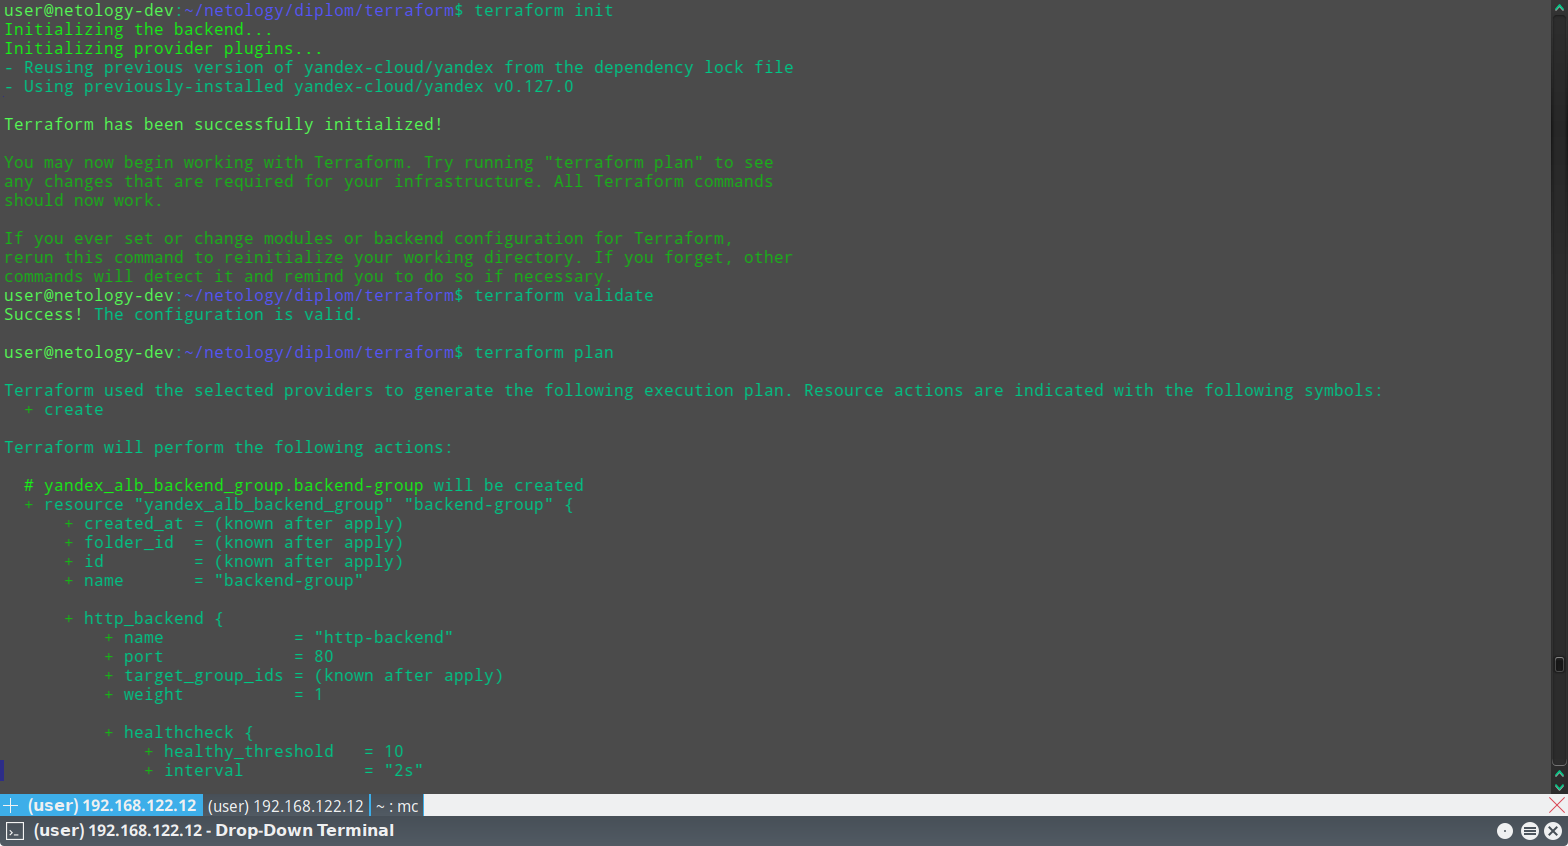 user@netology-dev:~/netology/diplom/terraform$ terraform init
Initializing the backend...
Initializing provider plugins...
- Reusing previous version of yandex-cloud/yandex from the dependency lock file
- Using previously-installed yandex-cloud/yandex v0.127.0
Terraform has been successfully initialized!
You may now begin working with Terraform. Try running "terraform plan" to see
any changes that are required for your infrastructure. All Terraform commands
should now work.
If you ever set or change modules or backend configuration for Terraform,
rerun this command to reinitialize your working directory. If you forget, other
commands will detect it and remind you to do so if necessary.
user@netology-dev:~/netology/diplom/terraform$ terraform validate
Success! The configuration is valid.
user@netology-dev:~/netology/diplom/terraform$ terraform plan
Terraform used the selected providers to generate the following execution plan. Resource actions are indicated with the following symbols:
  + create
Terraform will perform the following actions:
  # yandex_alb_backend_group.backend-group will be created
  + resource "yandex_alb_backend_group" "backend-group" {
      + created_at = (known after apply)
      + folder_id  = (known after apply)
      + id         = (known after apply)
      + name       = "backend-group"
      + http_backend {
          + name             = "http-backend"
          + port             = 80
          + target_group_ids = (known after apply)
          + weight           = 1
          + healthcheck {
              + healthy_threshold   = 10
              + interval            = "2s"
(user) 192.168.122.12 (user) 192.168.122.12 ~ : mc
(user) 192.168.122.12 - Drop-Down Terminal